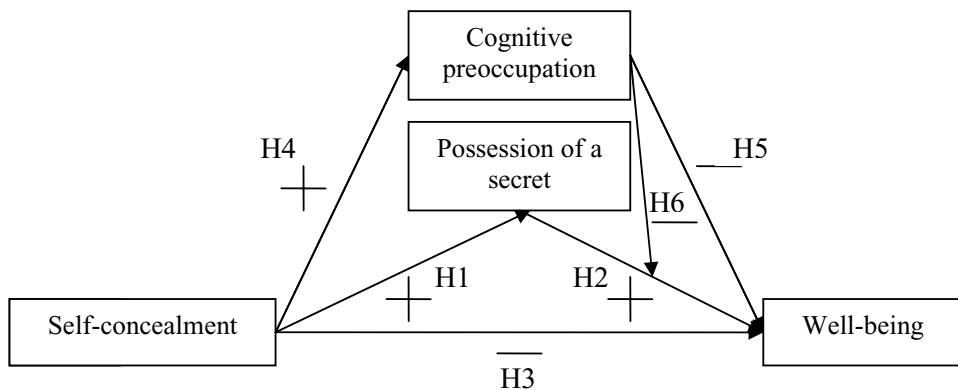 Cognitive
preoccupation
H4
+
Possession of a
secret
— H5
H6
—
H1
+
H2
+
Self-concealment
Well-being
—
H3